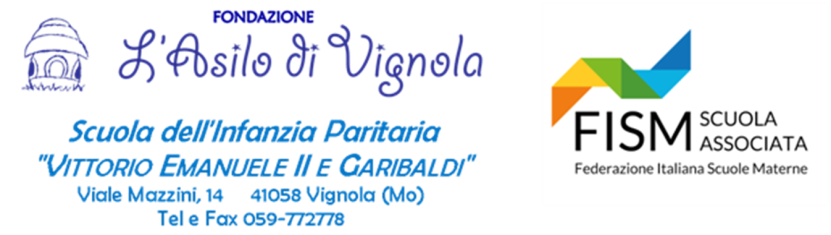 FONDAZIONE
L'Asilo di Vignola
Scuola dell'Infanzia Paritaria
"VITTORIO EMANUELE II E GARIBALDI"
Viale Mazzini, 14 41058 Vignola (Mo)
Tel e Fax 059-772778
FISM SCUOLA ASSOCIATA
Federazione Italiana Scuole Materne